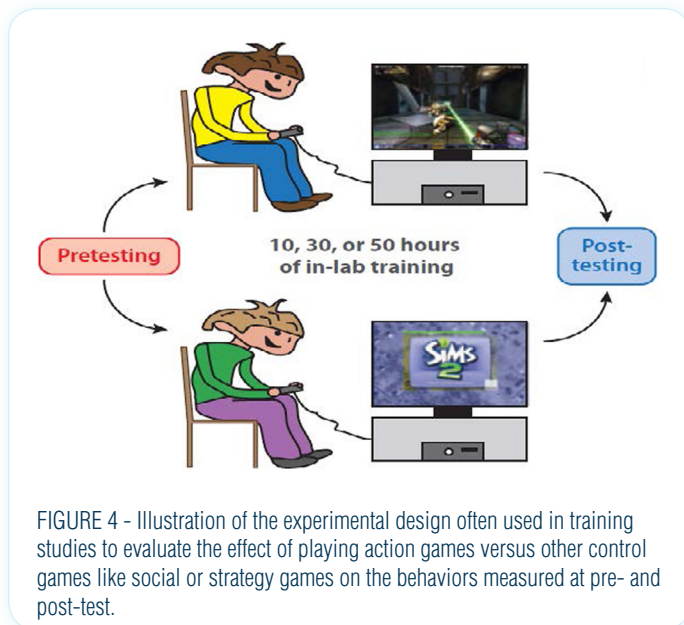 Pretesting
10, 30, or 50 hours
of in-lab training
Post-
testing
SiMS
2
FIGURE 4 - Illustration of the experimental design often used in training
studies to evaluate the effect of playing action games versus other control
games like social or strategy games on the behaviors measured at pre- and
post-test.